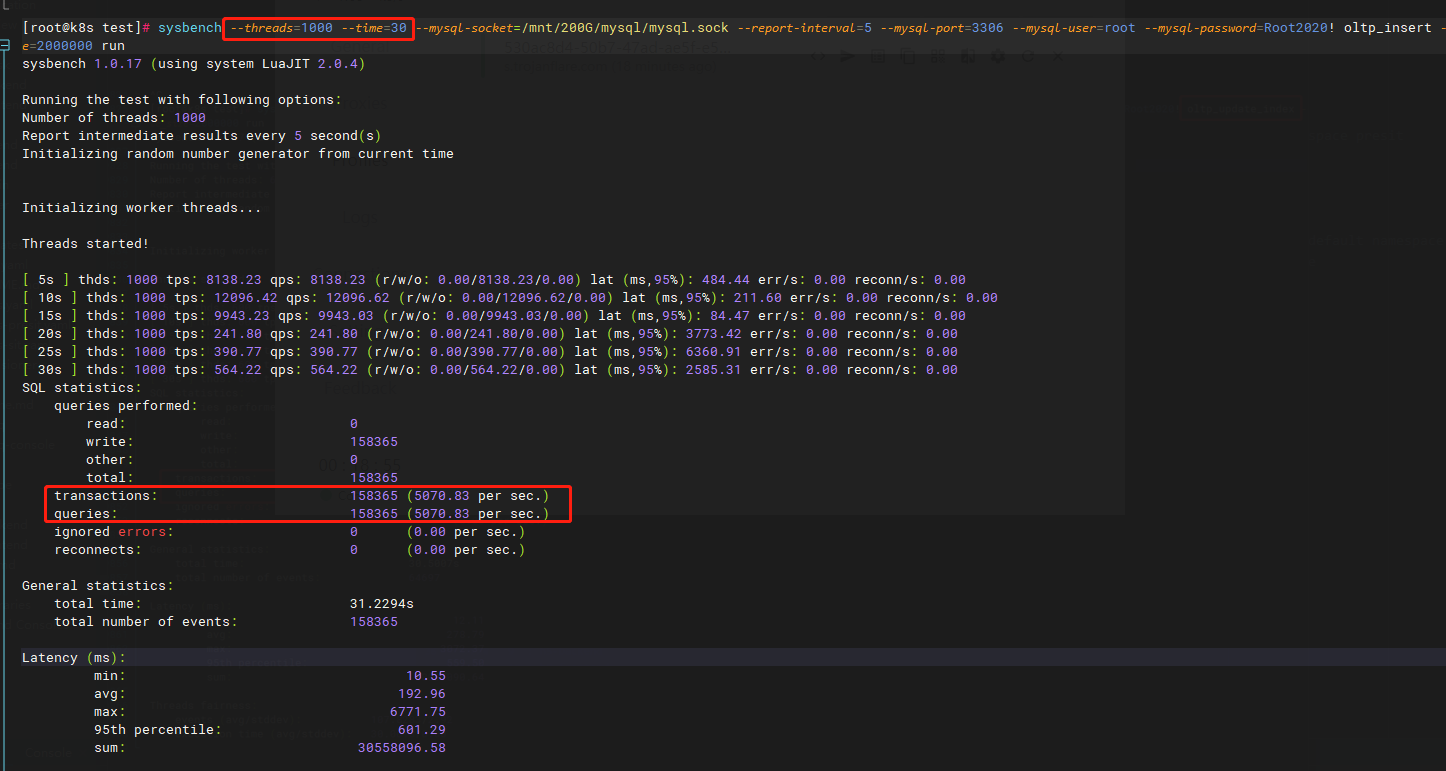 [root@k8s test]# sysbench --threads=1000 --time=30 --mysql-socket=/mnt/200G/mysql/mysql.sock --report-interval=5 --mysql-port=3306 --mysql-user=root --mysql-password=Root2020! oltp_insert -
e=2000000 run
sysbench 1.0.17 (using system LuaJIT 2.0.4)
Running the test with following options:
Number of threads: 1000
Report intermediate results every 5 second(s)
Initializing random number generator from current time
Initializing worker threads...
Threads started!
[ 5s ] thds: 1000 tps: 8138.23 qps: 8138.23 (r/w/o: 0.00/8138.23/0.00) lat (ms,95%): 484.44 err/s: 0.00 reconn/s: 0.00
[ 10s ] thds: 1000 tps: 12096.42 qps: 12096.62 (r/w/o: 0.00/12096.62/0.00) lat (ms,95%): 211.60 err/s: 0.00 reconn/s: 0.00
[ 15s ] thds: 1000 tps: 9943.23 qps: 9943.03 (r/w/o: 0.00/9943.03/0.00) lat (ms,95%): 84.47 err/s: 0.00 reconn/s: 0.00
[ 20s ] thds: 1000 tps: 241.80 qps: 241.80 (r/w/o: 0.00/241.80/0.00) lat (ms,95%): 3773.42 err/s: 0.00 reconn/s: 0.00
[ 25s ] thds: 1000 tps: 390.77 qps: 390.77 (r/w/o: 0.00/390.77/0.00) lat (ms,95%): 6360.91 err/s: 0.00 reconn/s: 0.00
[ 30s ] thds: 1000 tps: 564.22 qps: 564.22 (r/w/o: 0.00/564.22/0.00) lat (ms,95%): 2585.31 err/s: 0.00 reconn/s: 0.00
SQL statistics:
queries performed:
read: 0
write: 158365
other: 0
total: 158365
transactions: 158365 (5070.83 per sec.)
queries: 158365 (5070.83 per sec.)
ignored errors: 0 (0.00 per sec.)
reconnects: 0 (0.00 per sec.)
General statistics:
total time: 31.2294s
total number of events: 158365
Latency (ms):
min: 10.55
avg: 192.96
max: 6771.75
95th percentile: 601.29
sum: 30558096.58